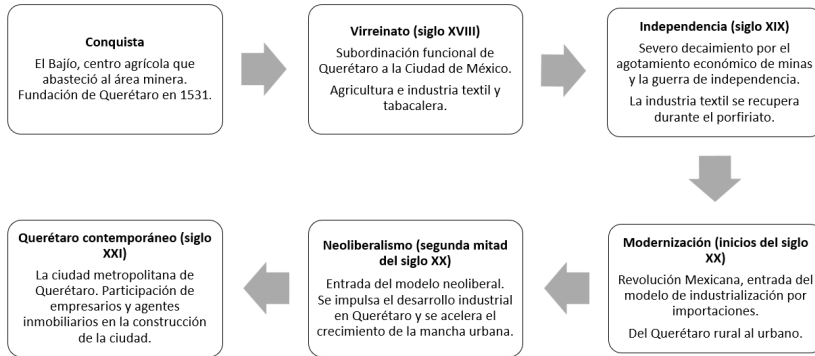 Conquista
El Bajío, centro agrícola que
abasteció al área minera.
Fundación de Querétaro en 1531.
Virreinato (siglo XVIII)
Subordinación funcional de
Querétaro a la Ciudad de México.
Agricultura e industria textil y
tabacalera.
Independencia (siglo XIX)
Severo decaimiento por el
agotamiento económico de minas
y la guerra de independencia.
La industria textil se recupera
durante el porfiriato.
Modernización (inicios del siglo
XX)
Revolución Mexicana, entrada del
modelo de industrialización por
importaciones.
Del Querétaro rural al urbano.
Neoliberalismo (segunda mitad
del siglo XX)
Entrada del modelo neoliberal.
Se impulsa el desarrollo industrial
en Querétaro y se acelera el
crecimiento de la mancha urbana.
Querétaro contemporáneo (siglo
XXI)
La ciudad metropolitana de
Querétaro. Participación de
empresarios y agentes
inmobiliarios en la construcción
de la ciudad.